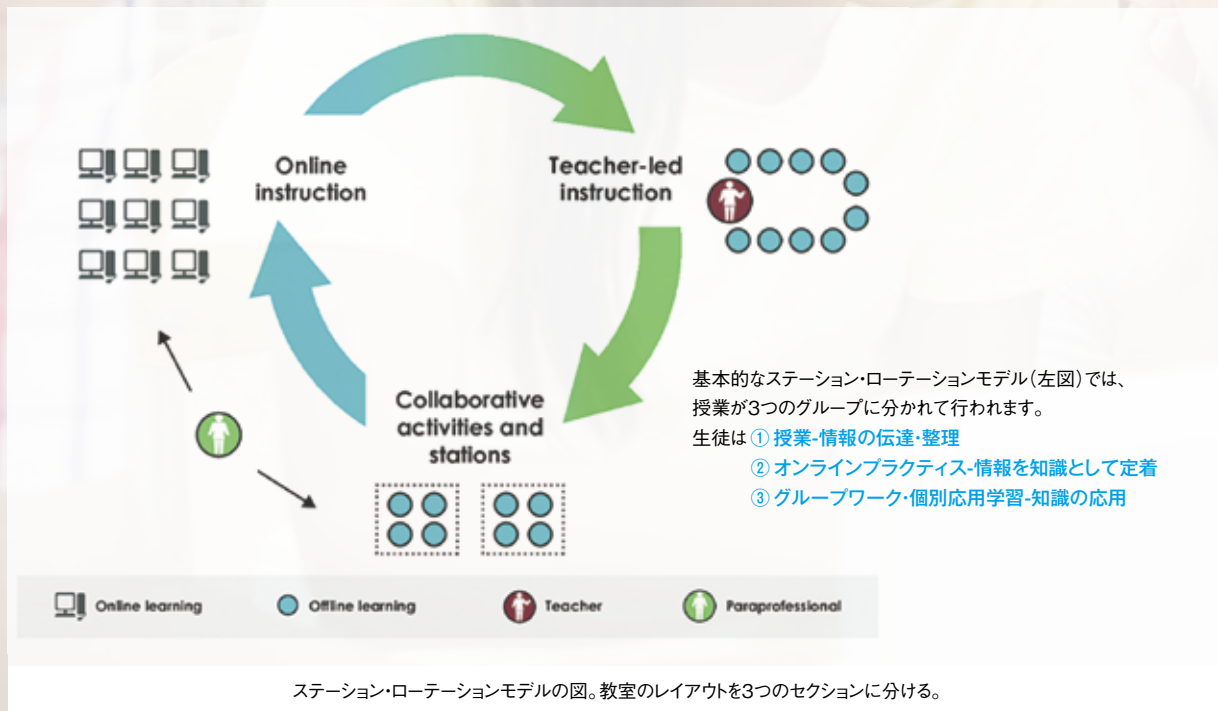 Online
instruction
Teacher-led
instruction
Collaborative
activities and
stations
基本的なステーション・ローテーションモデル（左図）では、
授業が3つのグループに分かれて行われます。
生徒は ① 授業-情報の伝達・整理
② オンラインプラクティス-情報を知識として定着
③ グループワーク・個別応用学習-知識の応用
Online learning
Offline learning
Teacher
Paraprofessional
ステーション・ローテーションモデルの図。教室のレイアウトを3つのセクションに分ける。